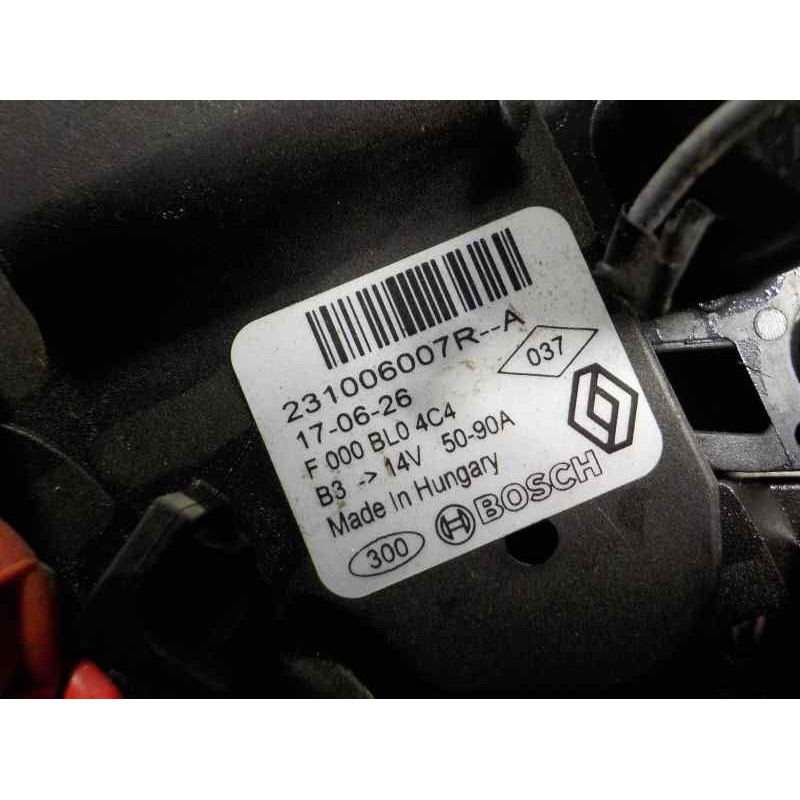 231006007R--A
037
17-06-26
F 000 BL0 4C4
B3 -> 14V 50-90A
Made In Hungary
300 BOSCH